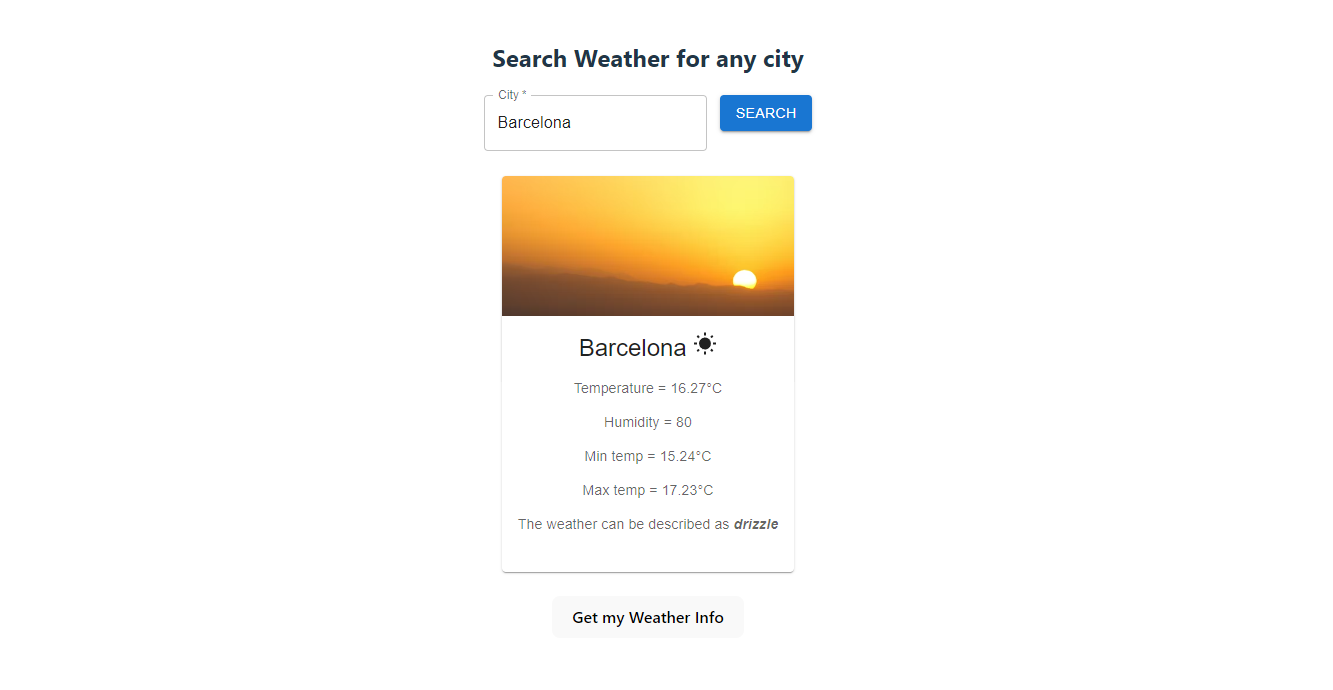 Search Weather for any city
City *
Barcelona
SEARCH
Barcelona
Temperature = 16.27°C
Humidity = 80
Min temp = 15.24°C
Max temp = 17.23°C
The weather can be described as drizzle
Get my Weather Info